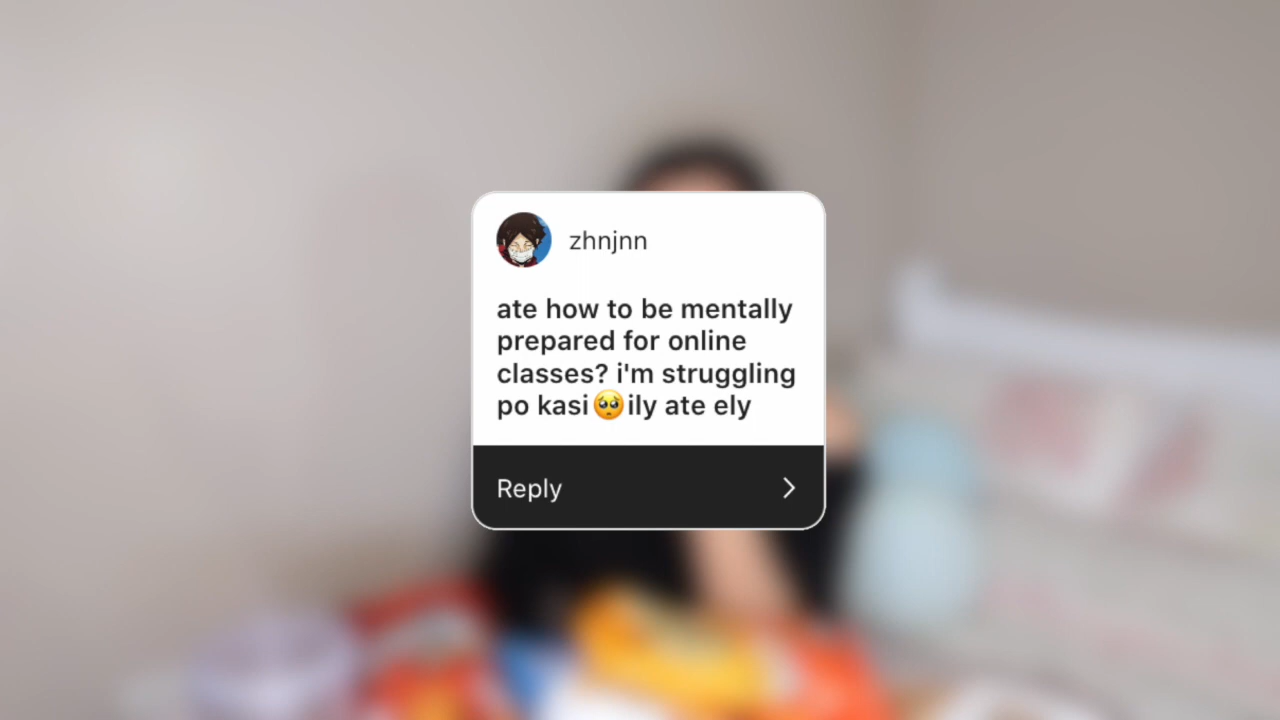 zhnjnn
ate how to be mentally
prepared for online
classes? i'm struggling
po kasi🥺ily ate ely
Reply